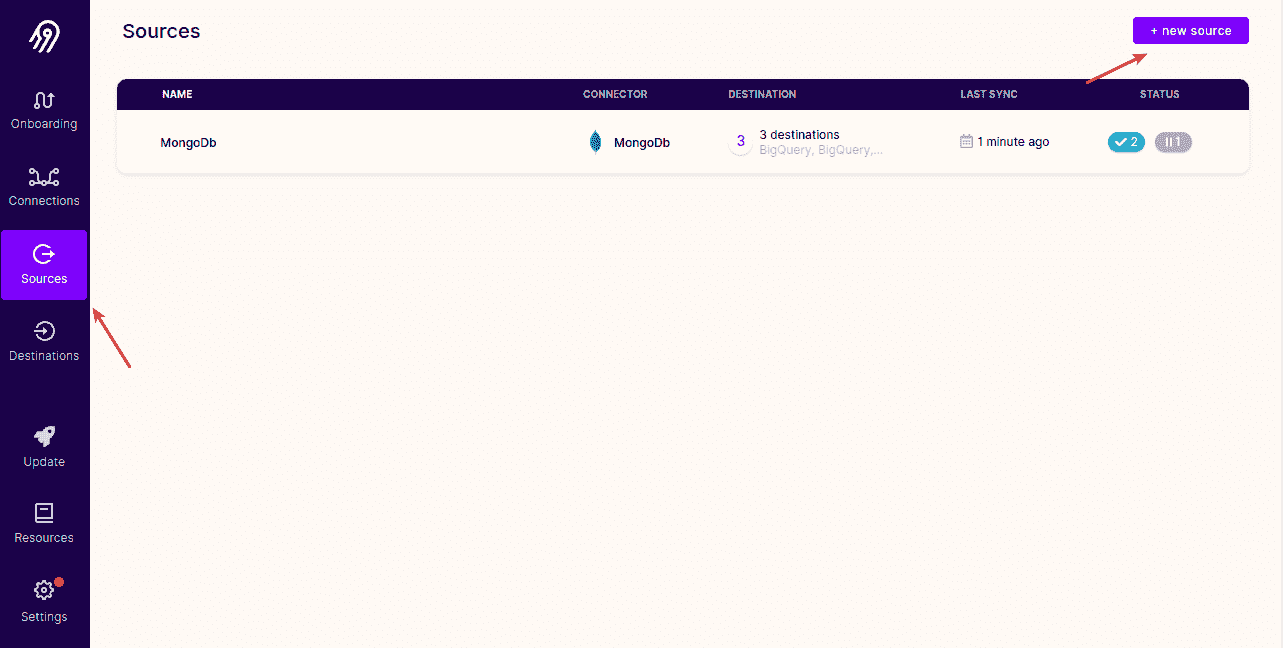 Sources
+ new source
Onboarding
Connections
Sources
Destinations
Update
Resources
Settings
NAME CONNECTOR DESTINATION LAST SYNC STATUS
MongoDb MongoDb 3 3 destinations 1 minute ago 2 1
BigQuery, BigQuery,...